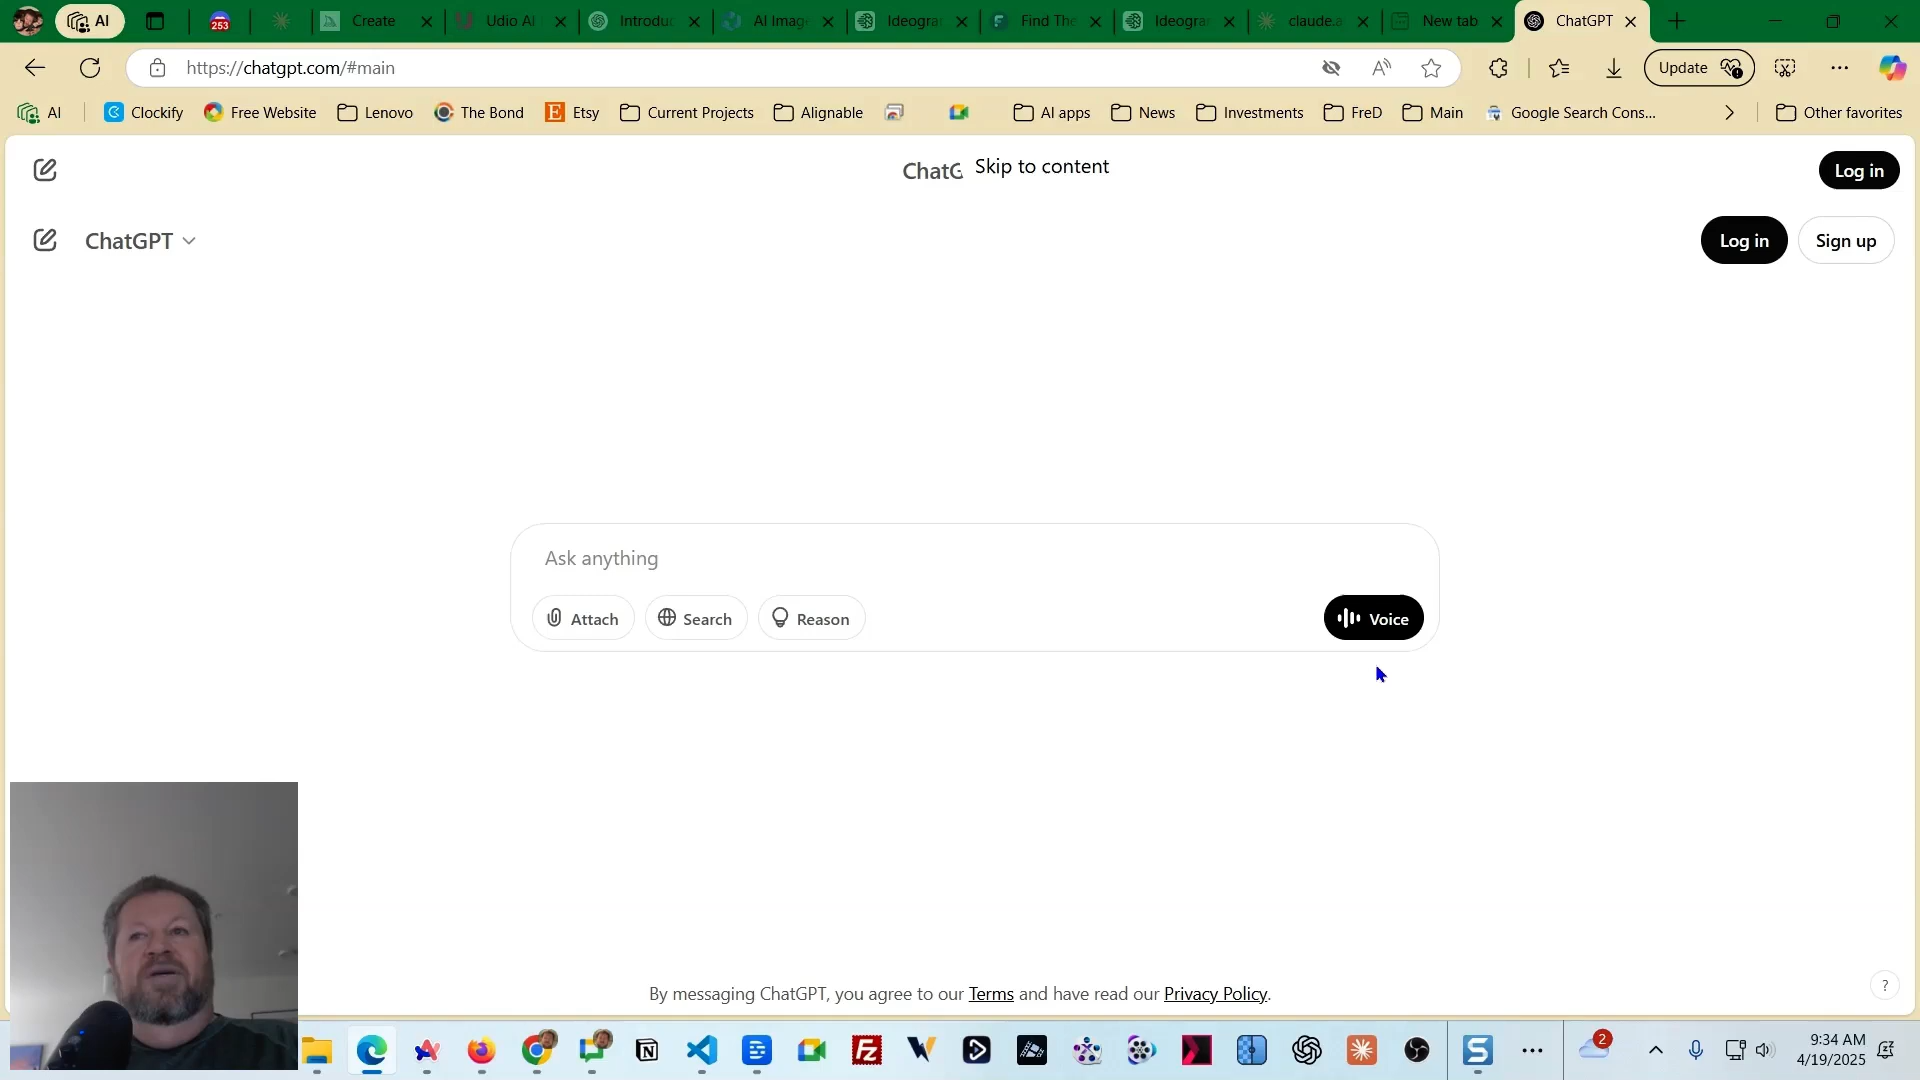 AI
253
Create
Udio AI
Introduc
AI Image
Ideogra
Find The
Ideogra
claude.a
New tab
ChatGPT
https://chatgpt.com/#main
Update
AI
Clockify
Free Website
Lenovo
The Bond
Etsy
Current Projects
Alignable
AI apps
News
Investments
FreD
Main
Google Search Cons...
Other favorites
ChatG
Skip to content
Log in
ChatGPT
Log in
Sign up
Ask anything
Attach
Search
Reason
Voice
By messaging ChatGPT, you agree to our Terms and have read our Privacy Policy.
?
2
9:34 AM
4/19/2025